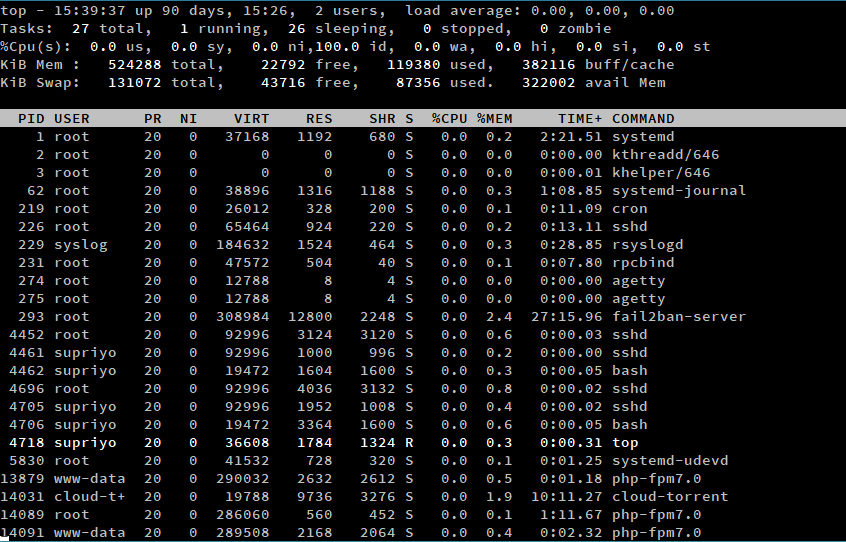 top - 15:39:37 up 90 days, 15:26,  2 users,  load average: 0.00, 0.00, 0.00
Tasks:  27 total,   1 running,  26 sleeping,   0 stopped,   0 zombie
%Cpu(s):  0.0 us,  0.0 sy,  0.0 ni,100.0 id,  0.0 wa,  0.0 hi,  0.0 si,  0.0 st
KiB Mem :   524288 total,    22792 free,   119380 used,   382116 buff/cache
KiB Swap:   131072 total,    43716 free,    87356 used.   322002 avail Mem
  PID USER      PR  NI    VIRT    RES    SHR S  %CPU %MEM     TIME+ COMMAND
    1 root      20   0   37168   1192    680 S   0.0  0.2   2:21.51 systemd
    2 root      20   0       0      0      0 S   0.0  0.0   0:00.00 kthreadd/646
    3 root      20   0       0      0      0 S   0.0  0.0   0:00.01 khelper/646
   62 root      20   0   38896   1316   1188 S   0.0  0.3   1:08.85 systemd-journal
  219 root      20   0   26012    328    200 S   0.0  0.1   0:11.09 cron
  226 root      20   0   65464    924    220 S   0.0  0.2   0:13.11 sshd
  229 syslog    20   0  184632   1524    464 S   0.0  0.3   0:28.85 rsyslogd
  231 root      20   0   47572    504     40 S   0.0  0.1   0:07.80 rpcbind
  274 root      20   0   12788      8      4 S   0.0  0.0   0:00.00 agetty
  275 root      20   0   12788      8      4 S   0.0  0.0   0:00.00 agetty
  293 root      20   0  308984  12800   2248 S   0.0  2.4  27:15.96 fail2ban-server
 4452 root      20   0   92996   3124   3120 S   0.0  0.6   0:00.03 sshd
 4461 supriyo   20   0   92996   1000    996 S   0.0  0.2   0:00.00 sshd
 4462 supriyo   20   0   19472   1604   1600 S   0.0  0.3   0:00.05 bash
 4696 root      20   0   92996   4036   3132 S   0.0  0.8   0:00.02 sshd
 4705 supriyo   20   0   92996   1952   1008 S   0.0  0.4   0:00.02 sshd
 4706 supriyo   20   0   19472   3364   1600 S   0.0  0.6   0:00.05 bash
 4718 supriyo   20   0   36608   1784   1324 R   0.0  0.3   0:00.31 top
 5830 root      20   0   41532    728    320 S   0.0  0.1   0:01.25 systemd-udevd
13879 www-data  20   0  290032   2632   2612 S   0.0  0.5   0:01.18 php-fpm7.0
14031 cloud-t+  20   0   19788   9736   3276 S   0.0  1.9  10:11.27 cloud-torrent
14089 root      20   0  286060    560    452 S   0.0  0.1   1:11.67 php-fpm7.0
14091 www-data  20   0  289508   2168   2064 S   0.0  0.4   0:02.32 php-fpm7.0